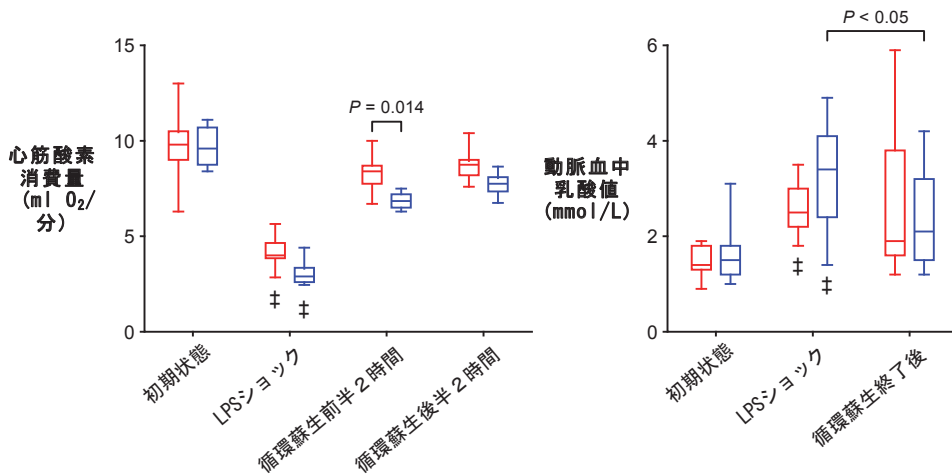 15
10
5
0
心筋酸素
消費量
(ml O₂/
分)
P = 0.014
‡
‡
初期状態
LPSショック
循環蘇生前半２時間
循環蘇生後半２時間
6
4
2
0
動脈血中
乳酸値
(mmol/L)
P < 0.05
‡
‡
初期状態
LPSショック
循環蘇生終了後